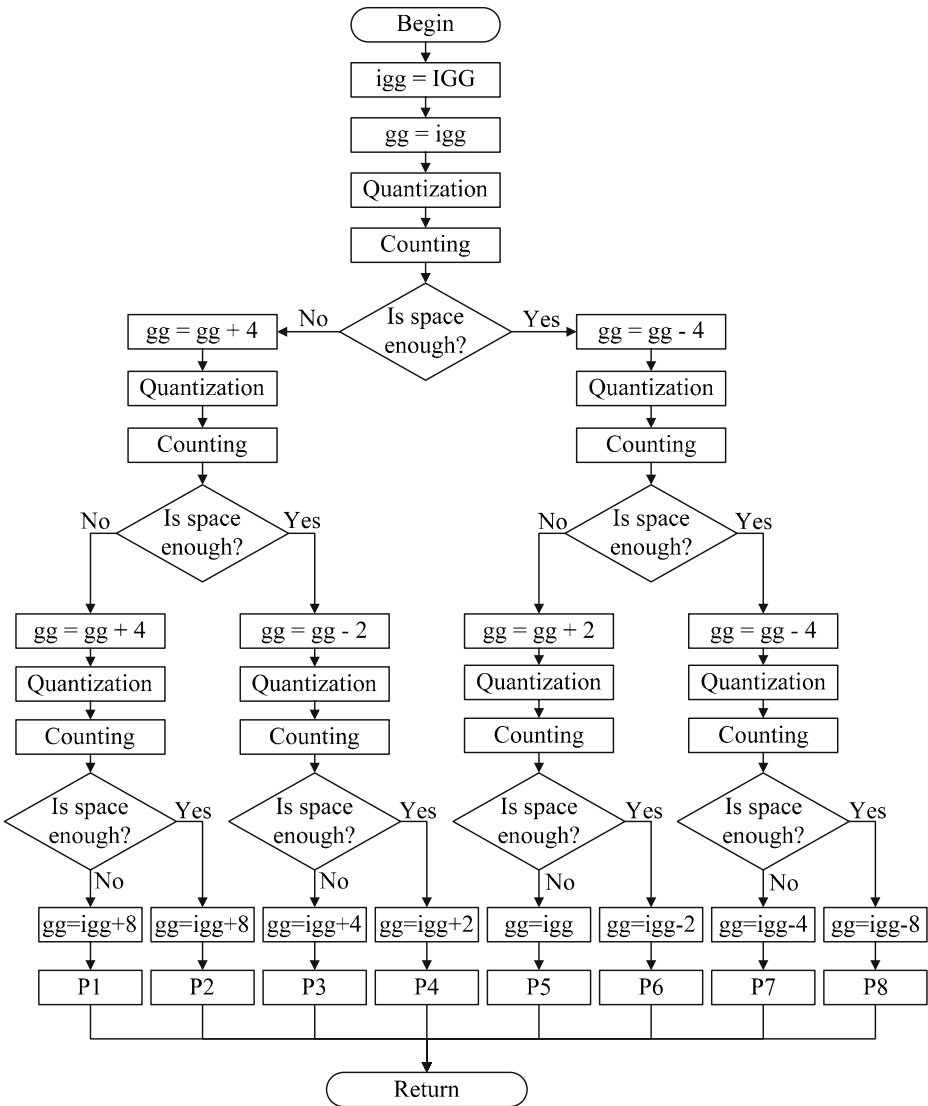 Begin
igg = IGG
gg = igg
Quantization
Counting
Is space
enough?
No
Yes
gg = gg + 4
gg = gg - 4
Quantization
Quantization
Counting
Counting
Is space
enough?
No
Yes
Is space
enough?
No
Yes
gg = gg + 4
gg = gg - 2
gg = gg + 2
gg = gg - 4
Quantization
Quantization
Quantization
Quantization
Counting
Counting
Counting
Counting
Is space
enough?
Yes
No
Is space
enough?
Yes
No
Is space
enough?
Yes
No
Is space
enough?
Yes
No
gg=igg+8
gg=igg+8
gg=igg+4
gg=igg+2
gg=igg
gg=igg-2
gg=igg-4
gg=igg-8
P1
P2
P3
P4
P5
P6
P7
P8
Return